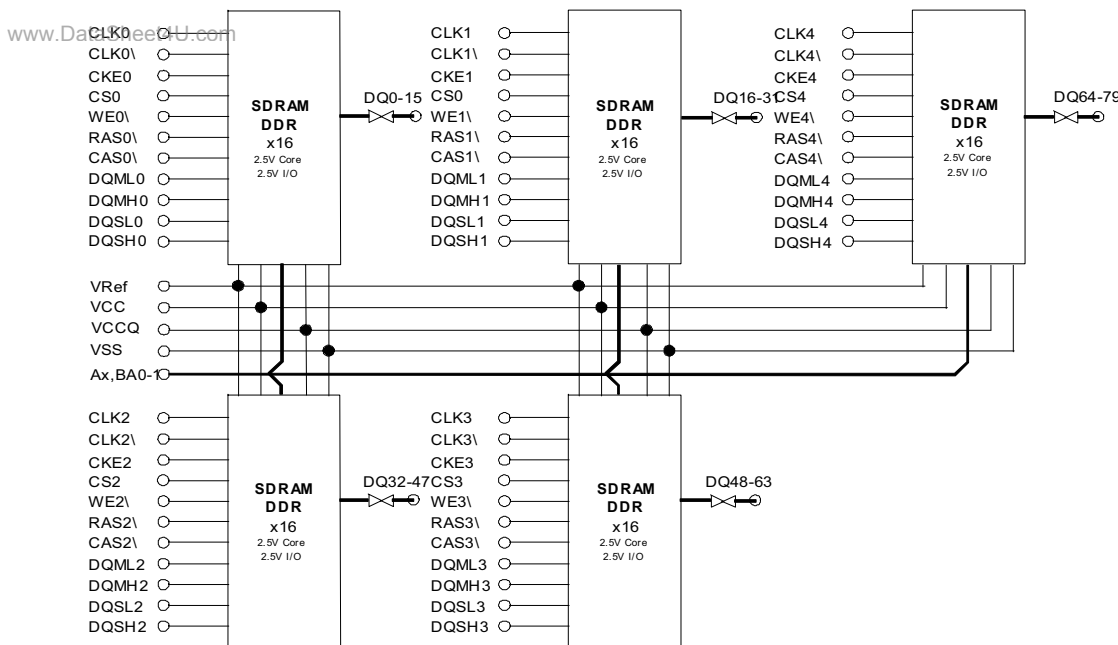 www.DataSheet4U.com
CLK0
CLK0\
CKE0
CS0
WE0\
RAS0\
CAS0\
DQML0
DQMH0
DQSL0
DQSH0
SDRAM
DDR
x16
2.5V Core
2.5V I/O
DQ0-15
CLK1
CLK1\
CKE1
CS0
WE1\
RAS1\
CAS1\
DQML1
DQMH1
DQSL1
DQSH1
SDRAM
DDR
x16
2.5V Core
2.5V I/O
DQ16-31
CLK4
CLK4\
CKE4
CS4
WE4\
RAS4\
CAS4\
DQML4
DQMH4
DQSL4
DQSH4
SDRAM
DDR
x16
2.5V Core
2.5V I/O
DQ64-79
VRef
VCC
VCCQ
VSS
Ax,BA0-1
CLK2
CLK2\
CKE2
CS2
WE2\
RAS2\
CAS2\
DQML2
DQMH2
DQSL2
DQSH2
SDRAM
DDR
x16
2.5V Core
2.5V I/O
DQ32-47
CLK3
CLK3\
CKE3
CS3
WE3\
RAS3\
CAS3\
DQML3
DQMH3
DQSL3
DQSH3
SDRAM
DDR
x16
2.5V Core
2.5V I/O
DQ48-63